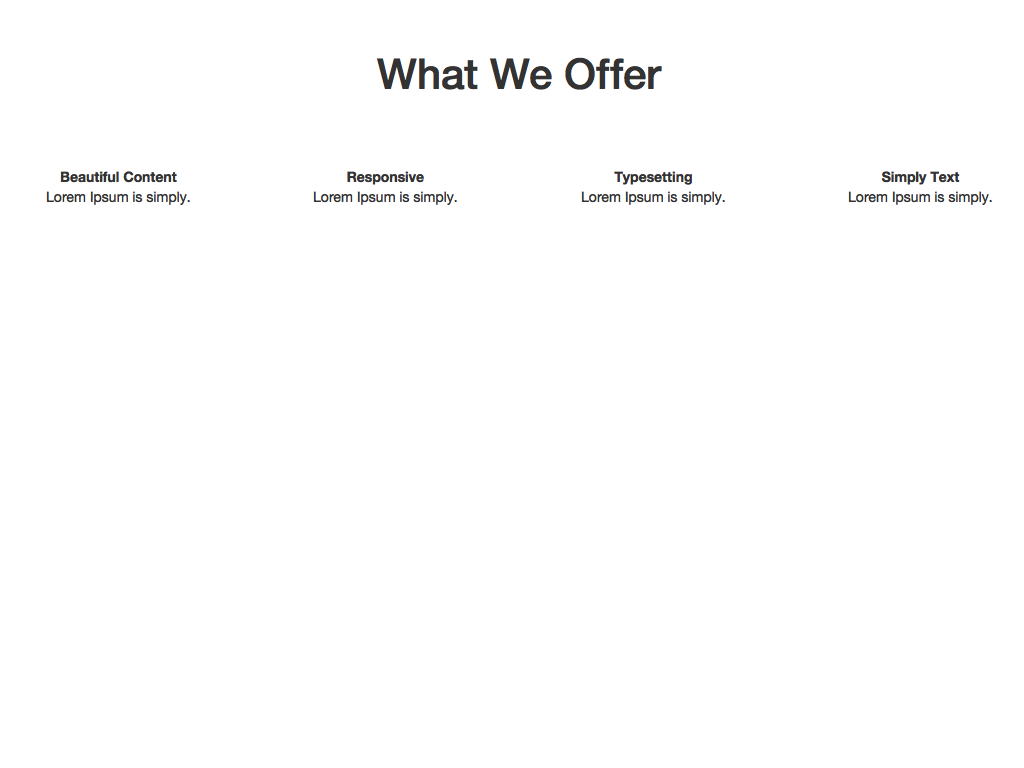 What We Offer
Beautiful Content
Lorem Ipsum is simply.
Responsive
Lorem Ipsum is simply.
Typesetting
Lorem Ipsum is simply.
Simply Text
Lorem Ipsum is simply.